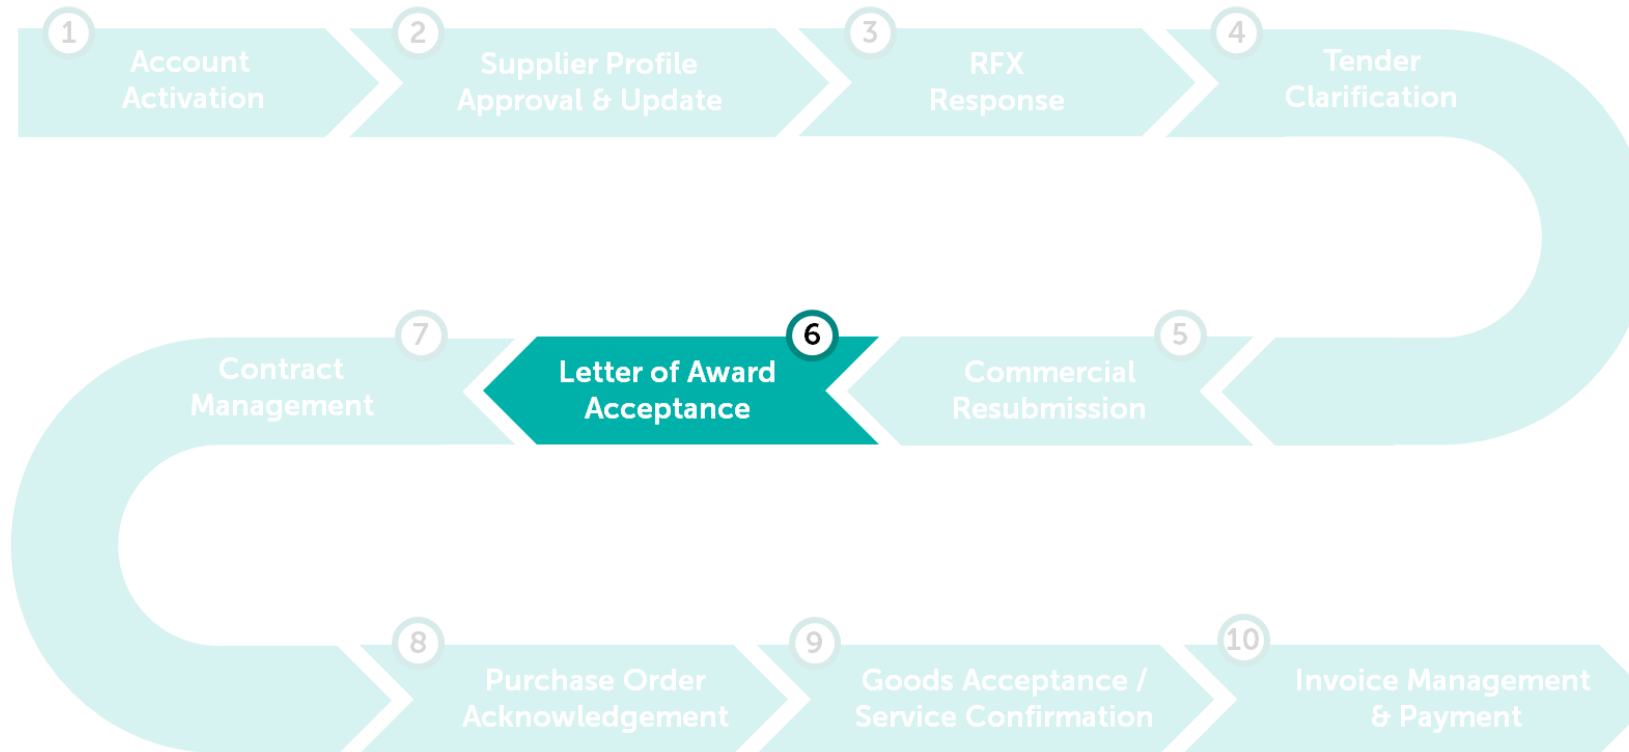 1
Account
Activation
2
Supplier Profile
Approval & Update
3
RFX
Response
4
Tender
Clarification
5
Commercial
Resubmission
6
Letter of Award
Acceptance
7
Contract
Management
8
Purchase Order
Acknowledgement
9
Goods Acceptance /
Service Confirmation
10
Invoice Management
& Payment